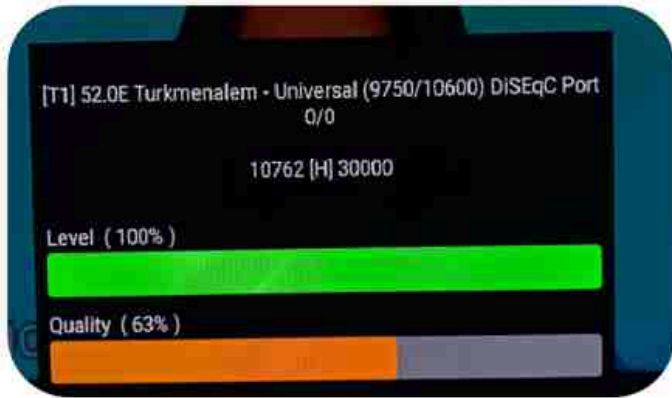 [T1] 52.0E Turkmenalem - Universal (9750/10600) DiSEqC Port
0/0
10762 [H] 30000
Level ( 100% )
Quality ( 63% )